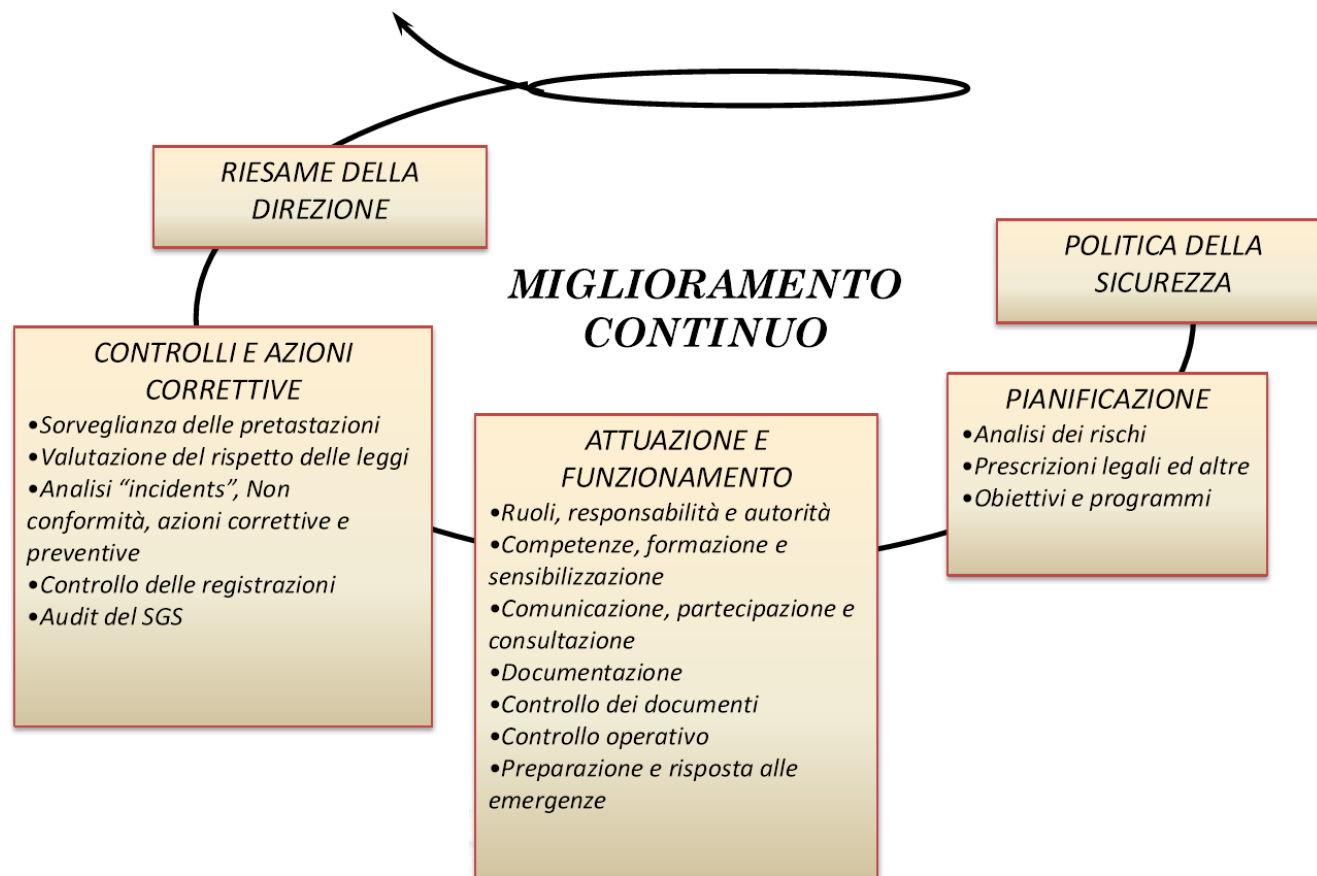 RIESAME DELLA
DIREZIONE
POLITICA DELLA
SICUREZZA
MIGLIORAMENTO
CONTINUO
CONTROLLI E AZIONI
CORRETTIVE
•Sorveglianza delle pretastazioni
•Valutazione del rispetto delle leggi
•Analisi “incidents”, Non
conformità, azioni correttive e
preventive
•Controllo delle registrazioni
•Audit del SGS
ATTUAZIONE E
FUNZIONAMENTO
•Ruoli, responsabilità e autorità
•Competenze, formazione e
sensibilizzazione
•Comunicazione, partecipazione e
consultazione
•Documentazione
•Controllo dei documenti
•Controllo operativo
•Preparazione e risposta alle
emergenze
PIANIFICAZIONE
•Analisi dei rischi
•Prescrizioni legali ed altre
•Obiettivi e programmi